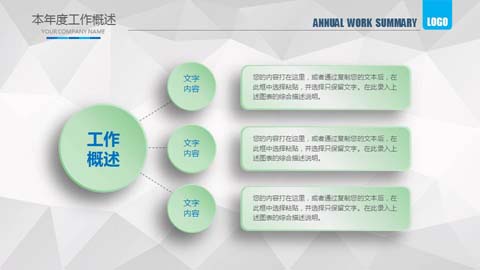 本年度工作概述
YOUR COMPANY NAME
ANNUAL WORK SUMMARY
LOGO
工作
概述
文字
内容
您的内容打在这里，或者通过复制您的文本后，在
此框中选择粘贴，并选择只保留文字。在此录入上
述图表的综合描述说明。
文字
内容
您的内容打在这里，或者通过复制您的文本后，在
此框中选择粘贴，并选择只保留文字。在此录入上
述图表的综合描述说明。
文字
内容
您的内容打在这里，或者通过复制您的文本后，在
此框中选择粘贴，并选择只保留文字。在此录入上
述图表的综合描述说明。